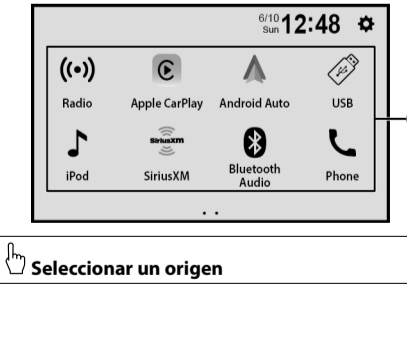 6/10
Sun 12:48
Radio Apple CarPlay Android Auto USB
SIriusXM
iPod SiriusXM Bluetooth Audio Phone
Seleccionar un origen